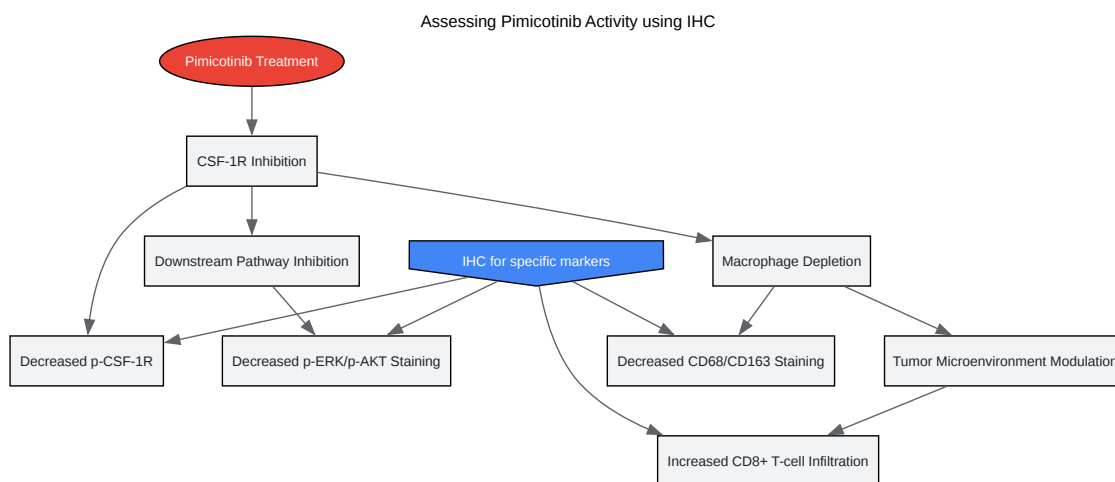 Assessing Pimicotinib Activity using IHC
Pimicotinib Treatment
CSF-1R Inhibition
Downstream Pathway Inhibition
IHC for specific markers
Macrophage Depletion
Decreased p-CSF-1R
Decreased p-ERK/p-AKT Staining
Decreased CD68/CD163 Staining
Tumor Microenvironment Modulation
Increased CD8+ T-cell Infiltration